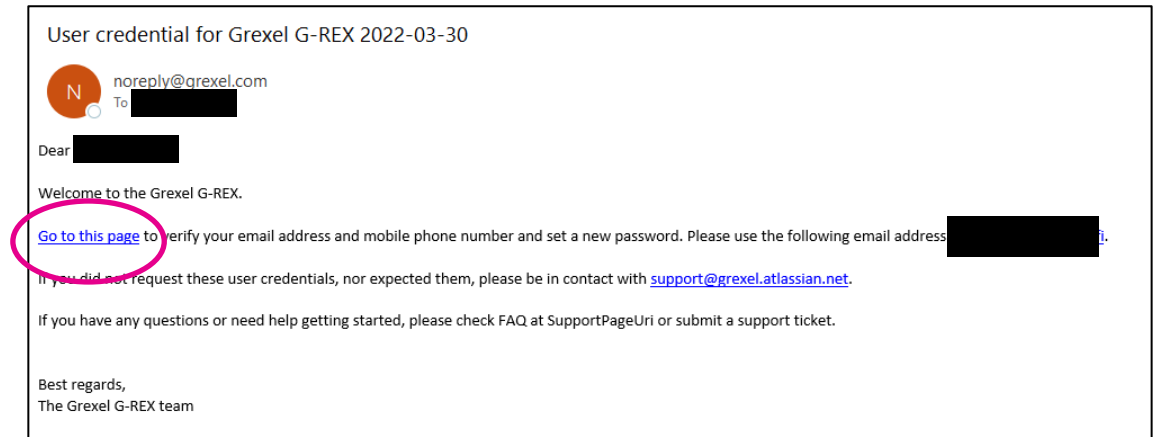 User credential for Grexel G-REX 2022-03-30
N
noreply@grexel.com
To
Dear
Welcome to the Grexel G-REX.
Go to this page to verify your email address and mobile phone number and set a new password. Please use the following email address i.
If you did not request these user credentials, nor expected them, please be in contact with support@grexel.atlassian.net.
If you have any questions or need help getting started, please check FAQ at SupportPageUri or submit a support ticket.
Best regards,
The Grexel G-REX team